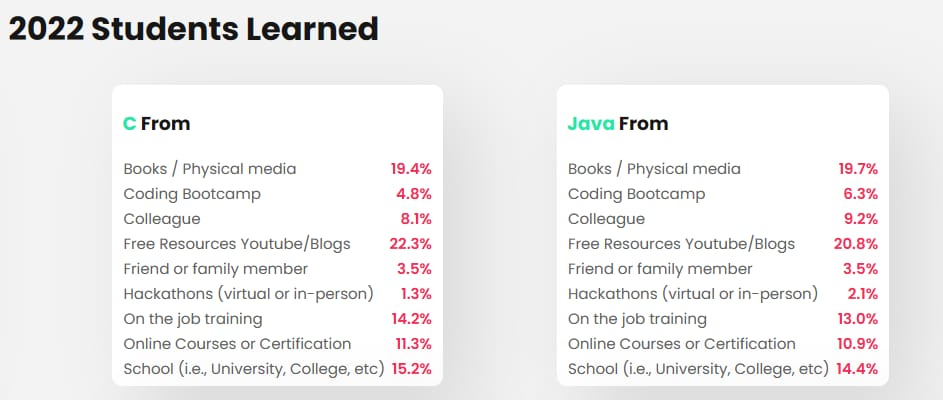 2022 Students Learned
C From
Books / Physical media 19.4%
Coding Bootcamp 4.8%
Colleague 8.1%
Free Resources Youtube/Blogs 22.3%
Friend or family member 3.5%
Hackathons (virtual or in-person) 1.3%
On the job training 14.2%
Online Courses or Certification 11.3%
School (i.e., University, College, etc) 15.2%
Java From
Books / Physical media 19.7%
Coding Bootcamp 6.3%
Colleague 9.2%
Free Resources Youtube/Blogs 20.8%
Friend or family member 3.5%
Hackathons (virtual or in-person) 2.1%
On the job training 13.0%
Online Courses or Certification 10.9%
School (i.e., University, College, etc) 14.4%